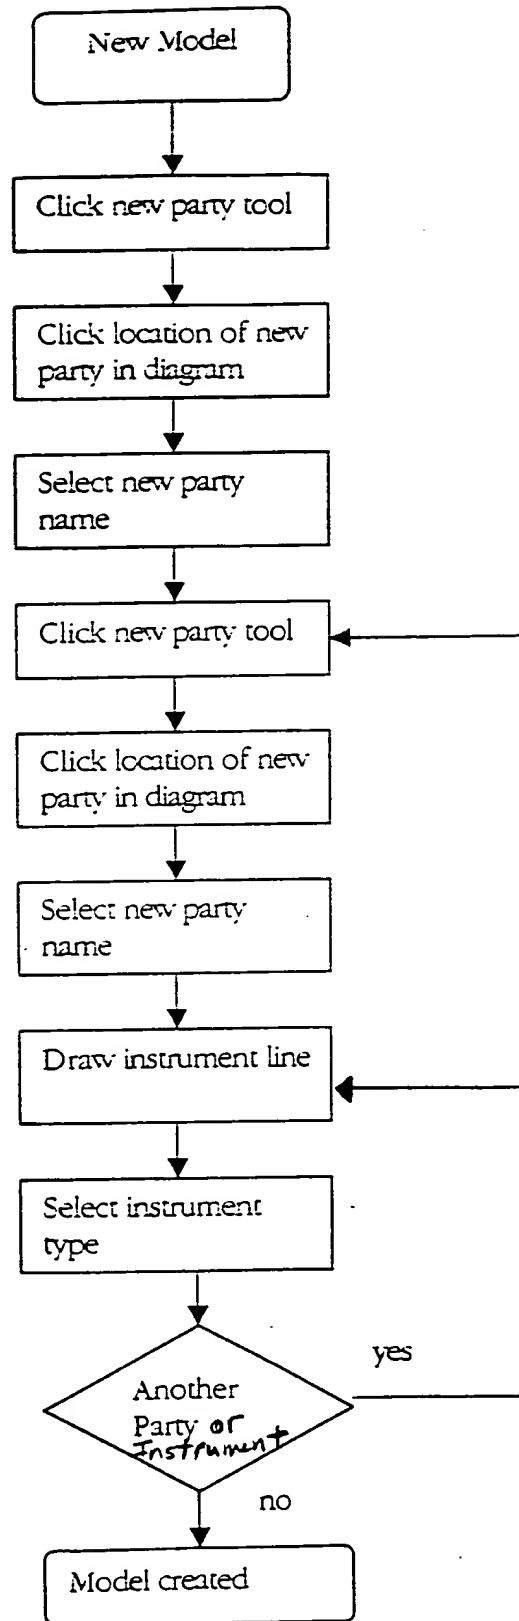 New Model
Click new party tool
Click location of new
party in diagram
Select new party
name
Click new party tool
Click location of new
party in diagram
Select new party
name
Draw instrument line
Select instrument
type
yes
Another
Party or
Instrument
no
Model created